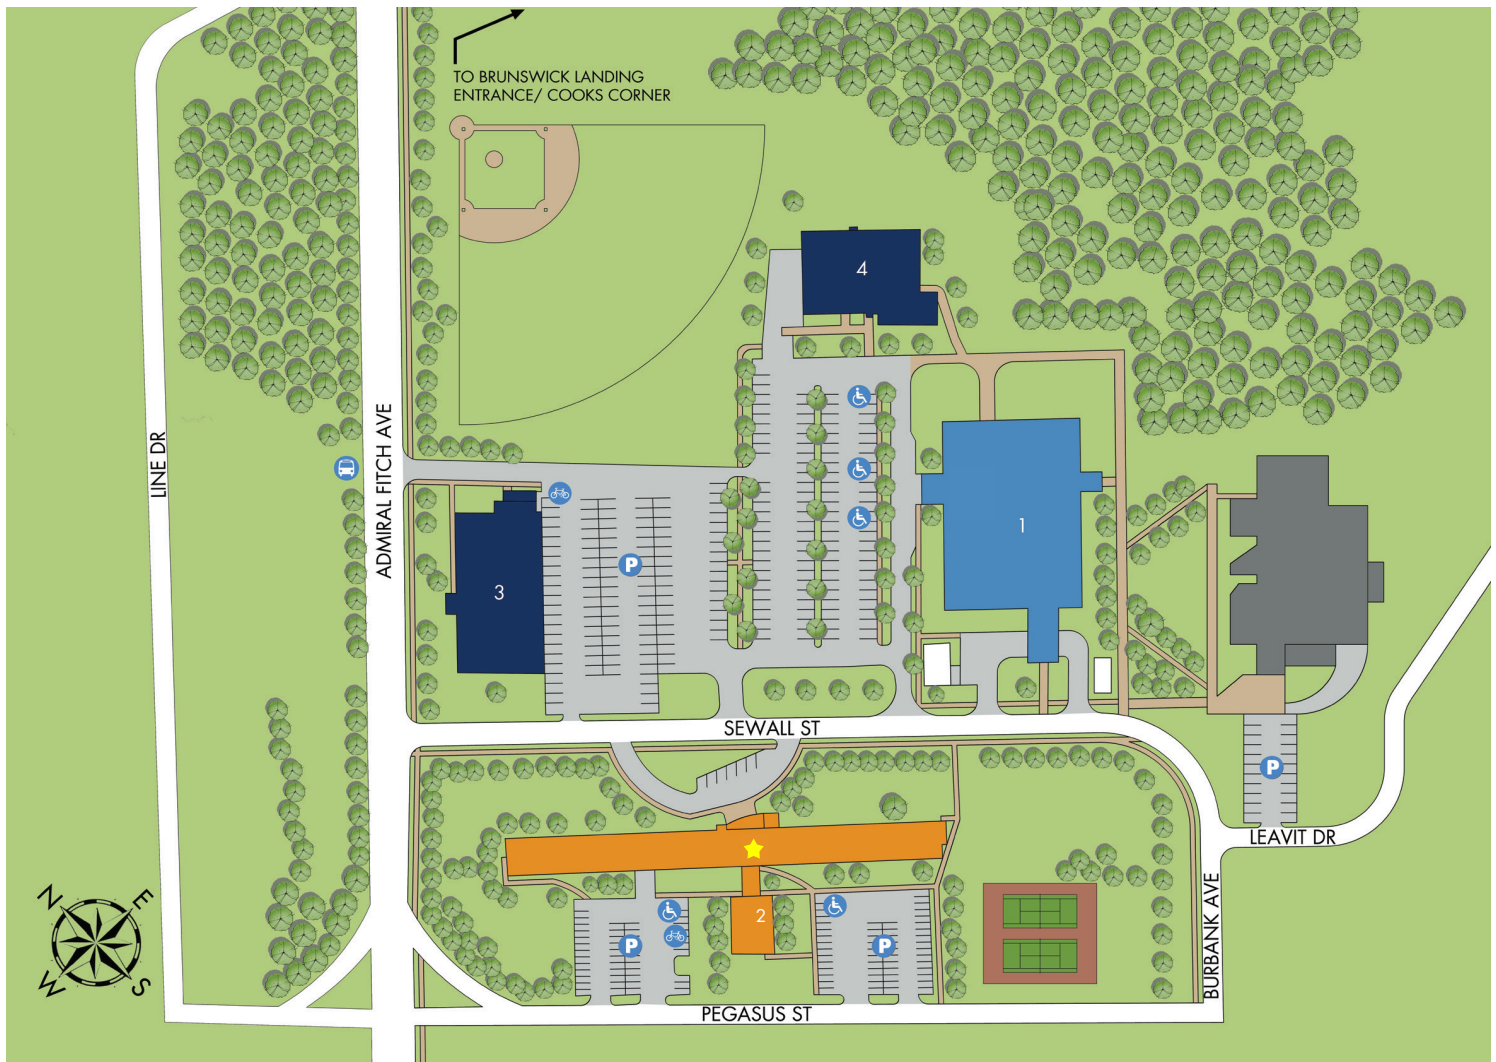 TO BRUNSWICK LANDING
ENTRANCE/ COOKS CORNER
4
LINE DR
ADMIRAL FITCH AVE
1
3
P
SEWALL ST
P
LEAVIT DR
N
E
W
S
2
P
P
BURBANK AVE
PEGASUS ST